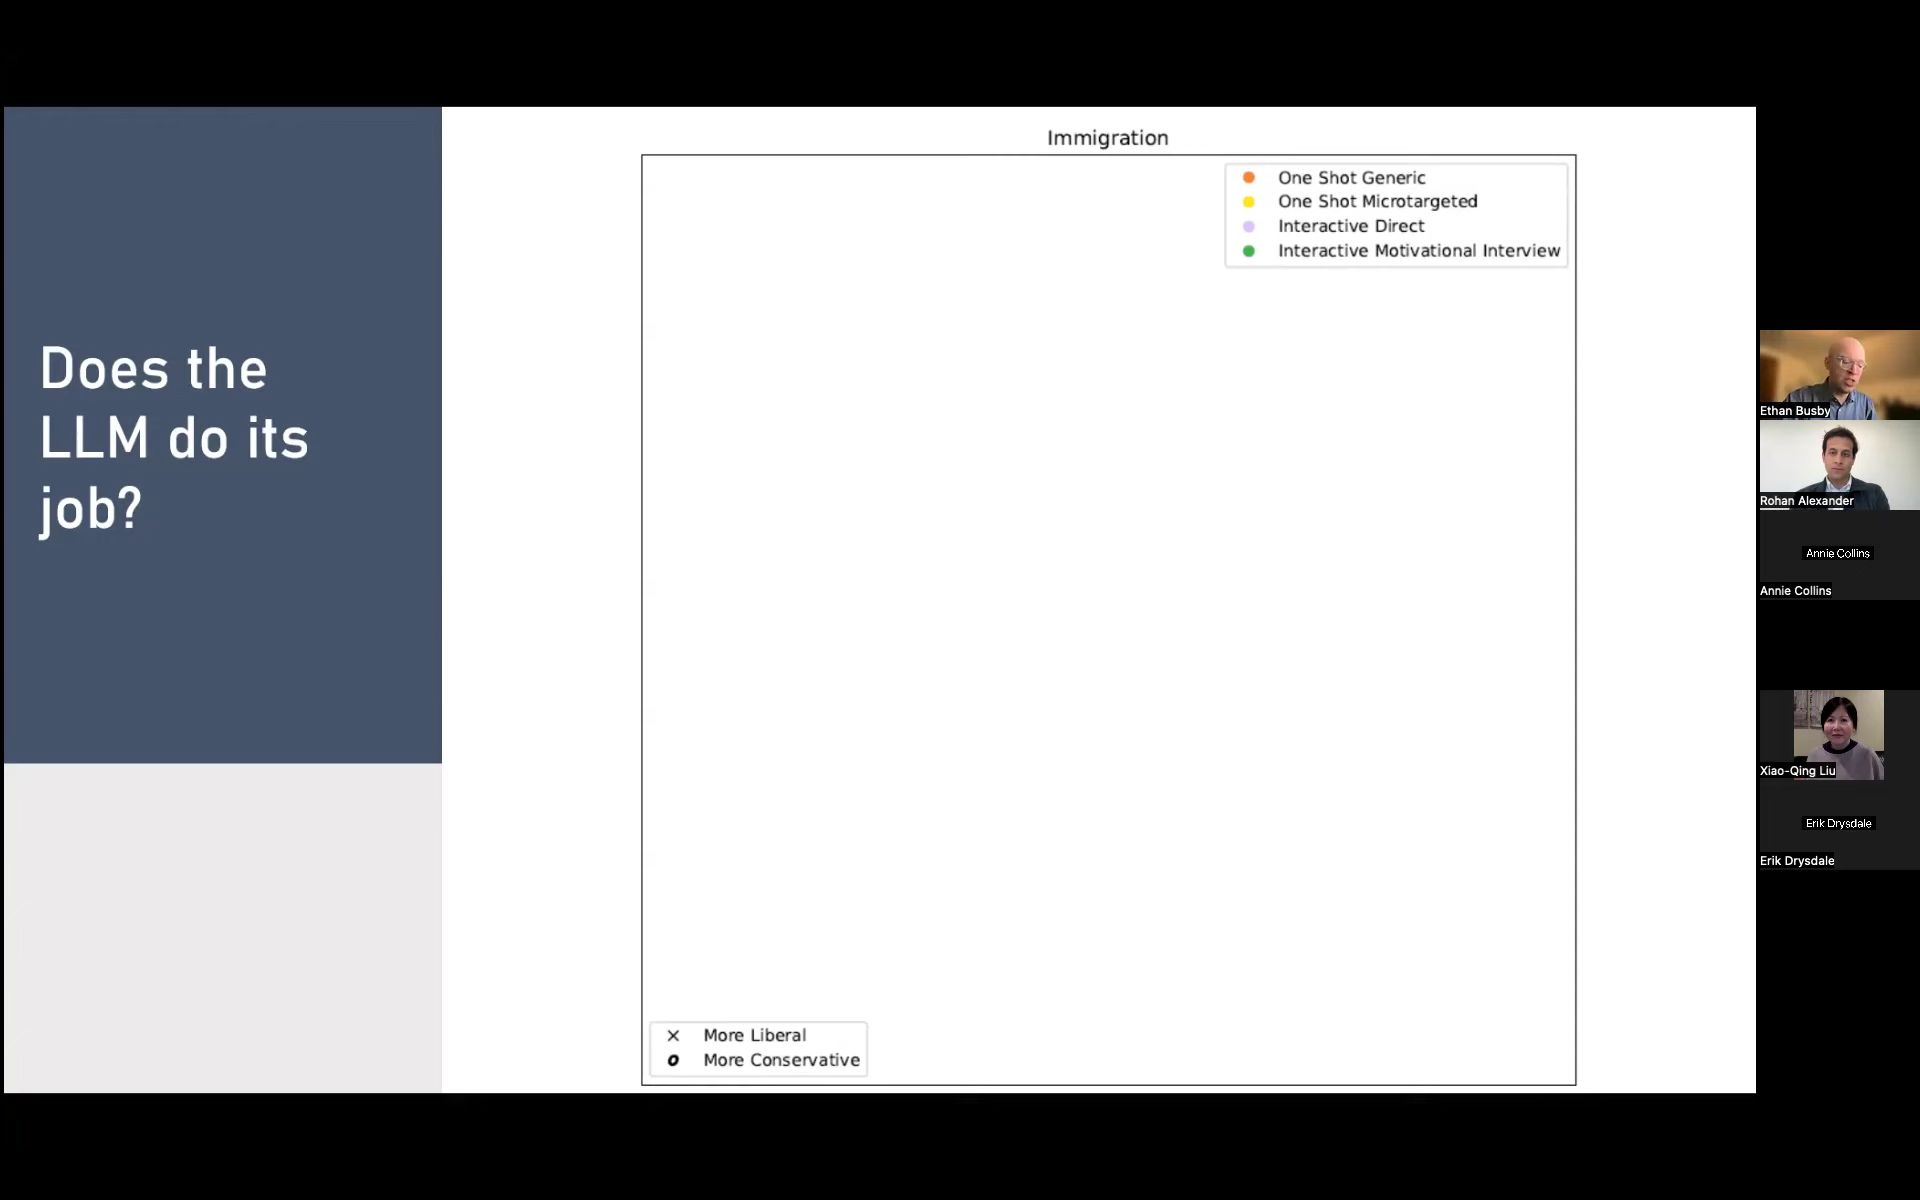 Does the
LLM do its
job?
Immigration
One Shot Generic
One Shot Microtargeted
Interactive Direct
Interactive Motivational Interview
× More Liberal
o More Conservative
Ethan Busby
Rohan Alexander
Annie Collins
Annie Collins
Xiao-Qing Liu
Erik Drysdale
Erik Drysdale